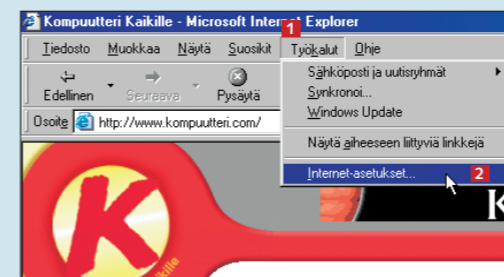 Kompuutteri Kaikille - Microsoft Internet Explorer
1
Tiedosto Muokkaa Näytä Suosikit Työkalut Ohje
Edellinen Seuraava Pysäytä
Osoite http://www.kompuutteri.com/
Sähköposti ja uutisryhmät
Synkronoi...
Windows Update
Näytä aiheeseen liittyviä linkkejä
Internet-asetukset... 2
K
K
kaikille